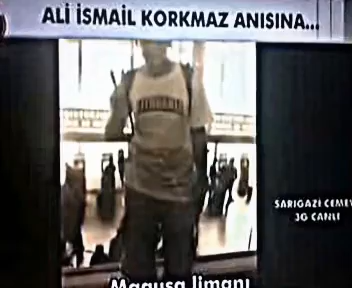 ALİ İSMAİL KORKMAZ ANISINA...
SARIGAZİ CEMEV
3G CANLI
Magusa limanı